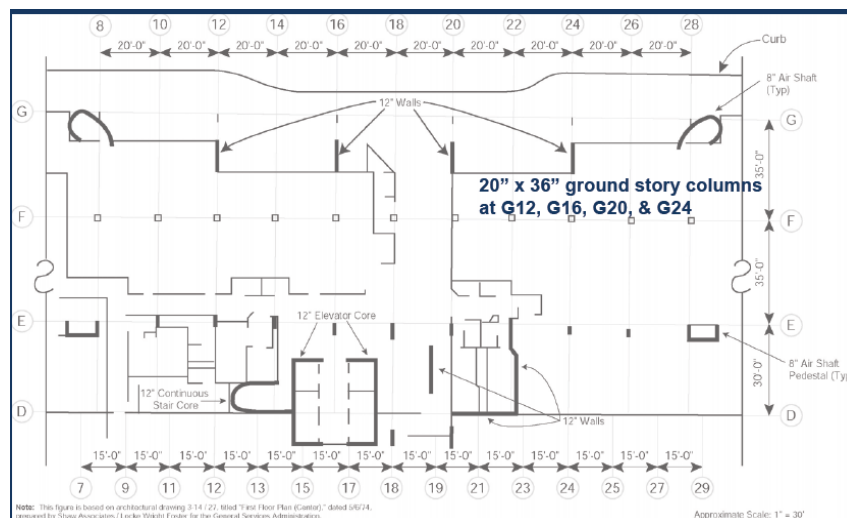 8 10 12 14 16 18 20 22 24 26 28
20'-0" 20'-0" 20'-0" 20'-0" 20'-0" 20'-0" 20'-0" 20'-0" 20'-0" 20'-0"
Curb
8" Air Shaft
(Typ)
12" Walls
G G
35'-0"
20” x 36” ground story columns
at G12, G16, G20, & G24
F F
35'-0"
E E
12" Elevator Core
8" Air Shaft
Pedestal (Typ)
30'-0"
12" Continuous
Stair Core
D D
12" Walls
15'-0" 15'-0" 15'-0" 15'-0" 15'-0" 15'-0" 15'-0" 15'-0" 15'-0" 15'-0" 15'-0" 15'-0" 15'-0" 15'-0"
7 9 11 12 13 15 17 18 19 21 23 24 25 27 29
Note: This figure is based on architectural drawing 3-14 / 27, titled "First Floor Plan (Center)," dated 5/6/74,
prepared by Shaw Associates / Locke Wright Foster for the General Services Administration.
Approximate Scale: 1" = 30'